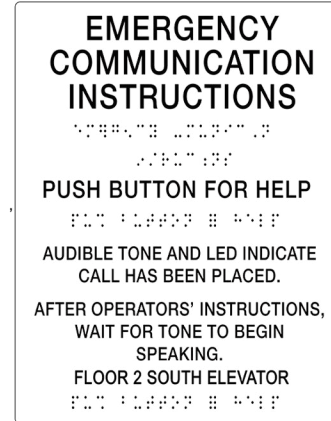 EMERGENCY
COMMUNICATION
INSTRUCTIONS
⠑⠍⠻⠛⠢⠉⠽ ⠤⠍⠥⠝⠊⠉⠠⠝
⠔⠌⠗⠥⠉⠰⠝⠎
PUSH BUTTON FOR HELP
⠏⠥⠩ ⠃⠥⠞⠞⠕⠝ ⠿ ⠓⠑⠇⠏
AUDIBLE TONE AND LED INDICATE
CALL HAS BEEN PLACED.
AFTER OPERATORS’ INSTRUCTIONS,
WAIT FOR TONE TO BEGIN
SPEAKING.
FLOOR 2 SOUTH ELEVATOR
⠏⠥⠩ ⠃⠥⠞⠞⠕⠝ ⠿ ⠓⠑⠇⠏